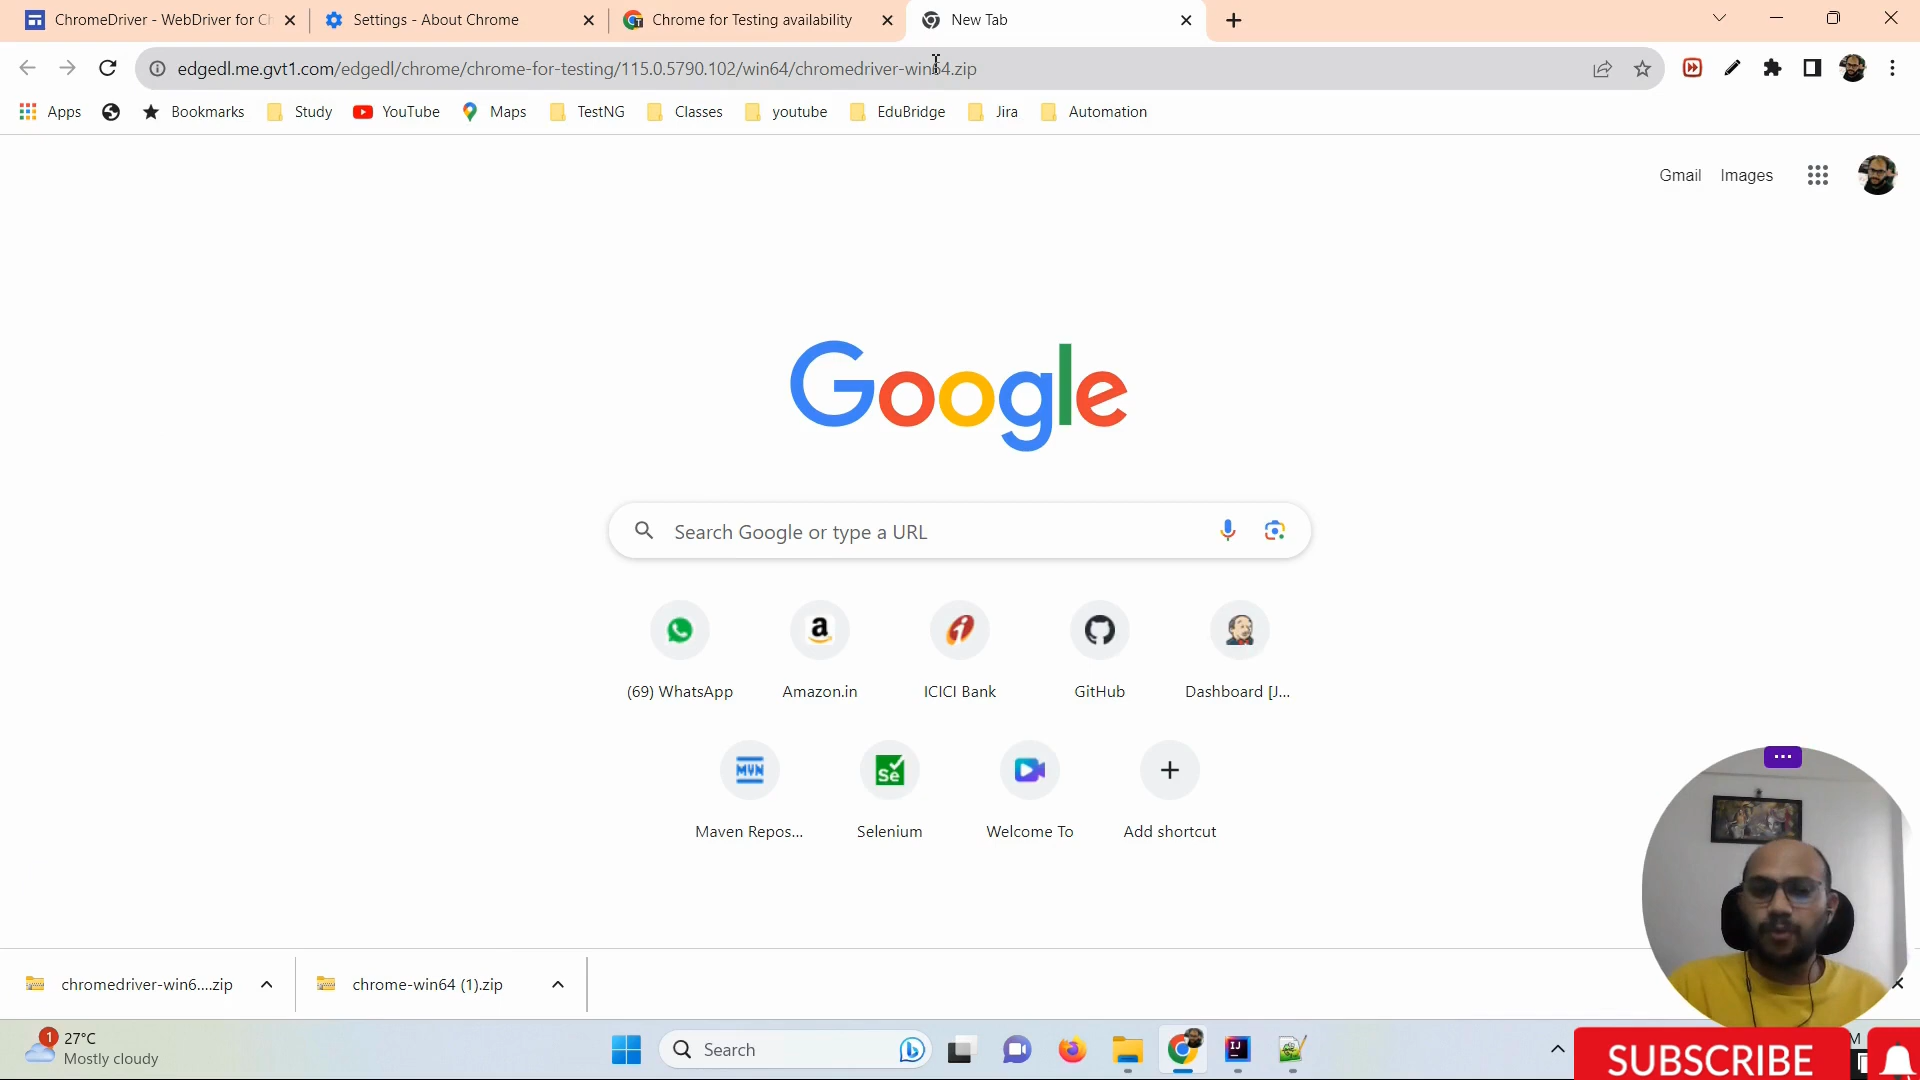 ChromeDriver - WebDriver for Ch
Settings - About Chrome
Chrome for Testing availability
New Tab
edgedl.me.gvt1.com/edgedl/chrome/chrome-for-testing/115.0.5790.102/win64/chromedriver-win64.zip
Apps
Bookmarks
Study
YouTube
Maps
TestNG
Classes
youtube
EduBridge
Jira
Automation
Gmail
Images
Google
Search Google or type a URL
(69) WhatsApp
Amazon.in
ICICI Bank
GitHub
Dashboard [J...
MVN
Se
Maven Repos...
Selenium
Welcome To
Add shortcut
chromedriver-win6....zip
chrome-win64 (1).zip
1
27°C
Mostly cloudy
Search
IJ
M
SUBSCRIBE